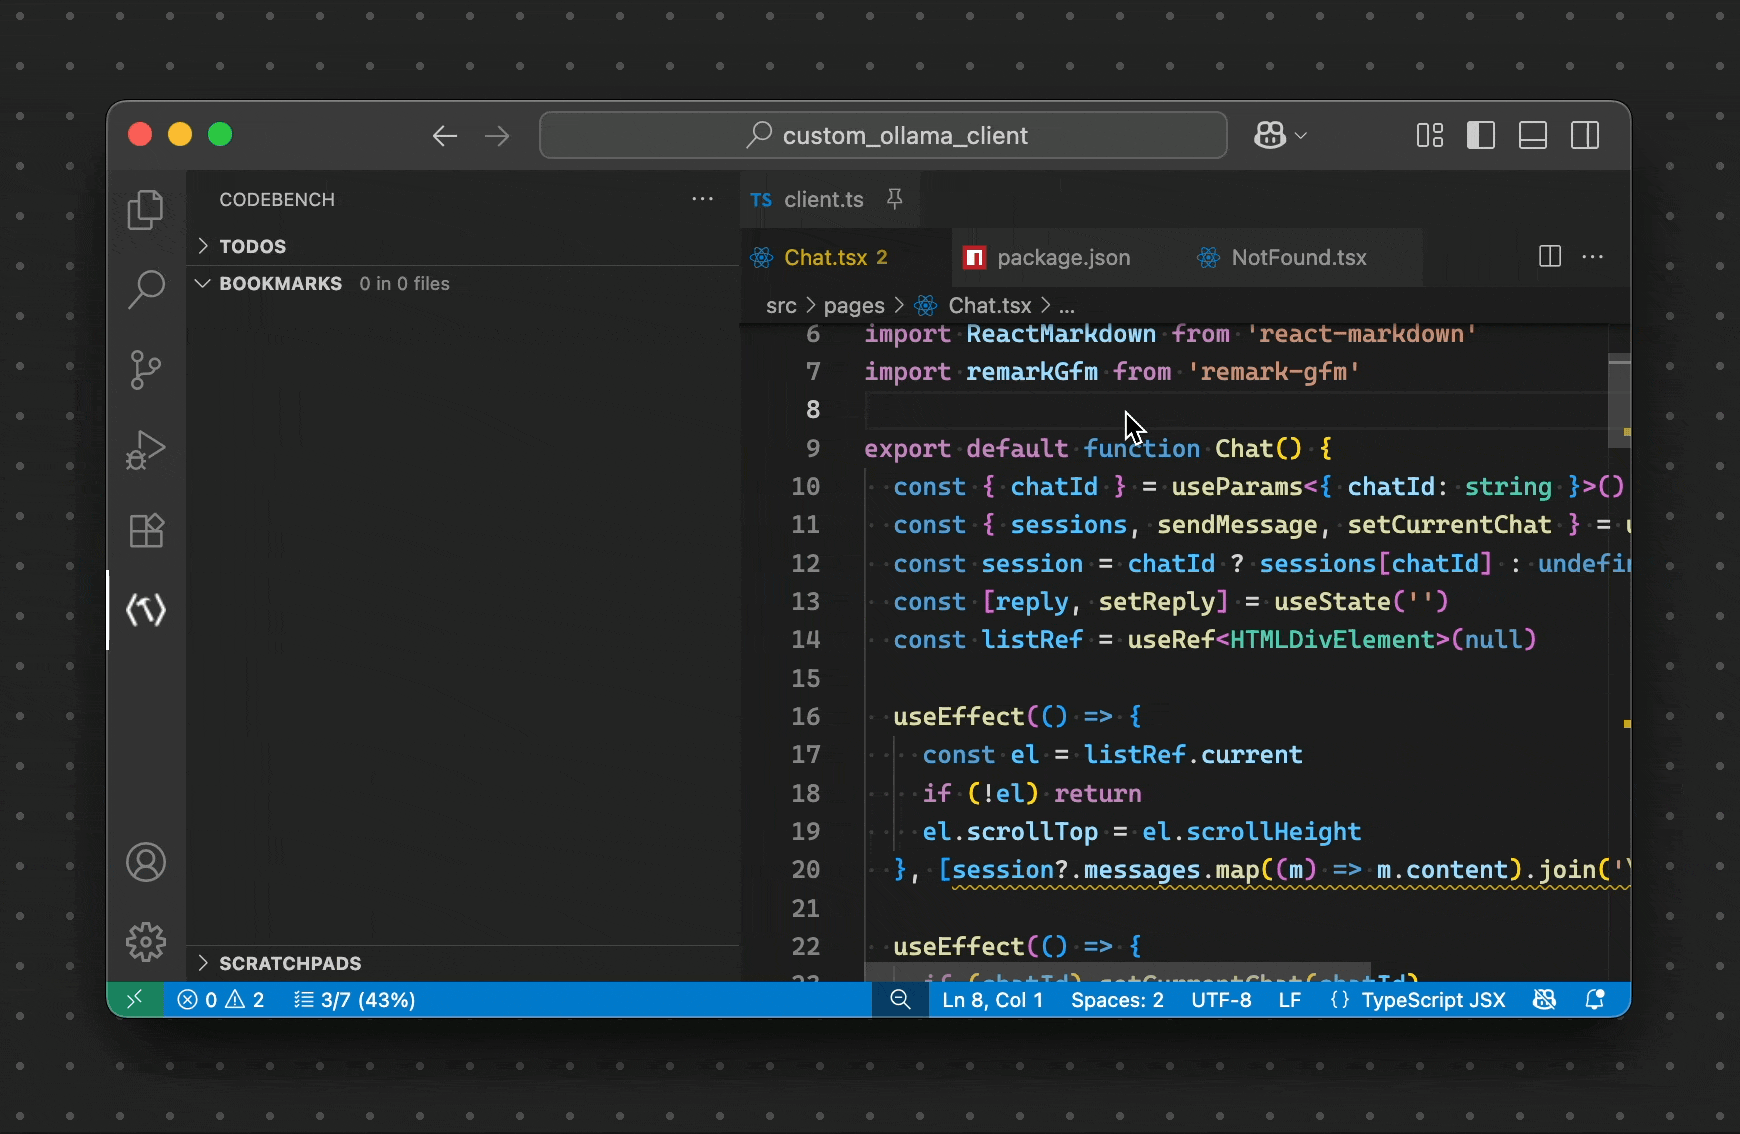 custom_ollama_client
CODEBENCH
TODOS
BOOKMARKS 0 in 0 files
SCRATCHPADS
TS client.ts
Chat.tsx 2 package.json NotFound.tsx
src > pages > Chat.tsx > ...
6 import ReactMarkdown from 'react-markdown'
7 import remarkGfm from 'remark-gfm'
8
9 export default function Chat() {
10 const { chatId } = useParams<{ chatId: string }>()
11 const { sessions, sendMessage, setCurrentChat } =
12 const session = chatId ? sessions[chatId] : undefi
13 const [reply, setReply] = useState('')
14 const listRef = useRef<HTMLDivElement>(null)
15
16 useEffect(() => {
17 const el = listRef.current
18 if (!el) return
19 el.scrollTop = el.scrollHeight
20 }, [session?.messages.map((m) => m.content).join('\
21
22 useEffect(() => {
if (chatId) setCurrentChat(chatId)
0 2 3/7 (43%) Ln 8, Col 1 Spaces: 2 UTF-8 LF {} TypeScript JSX